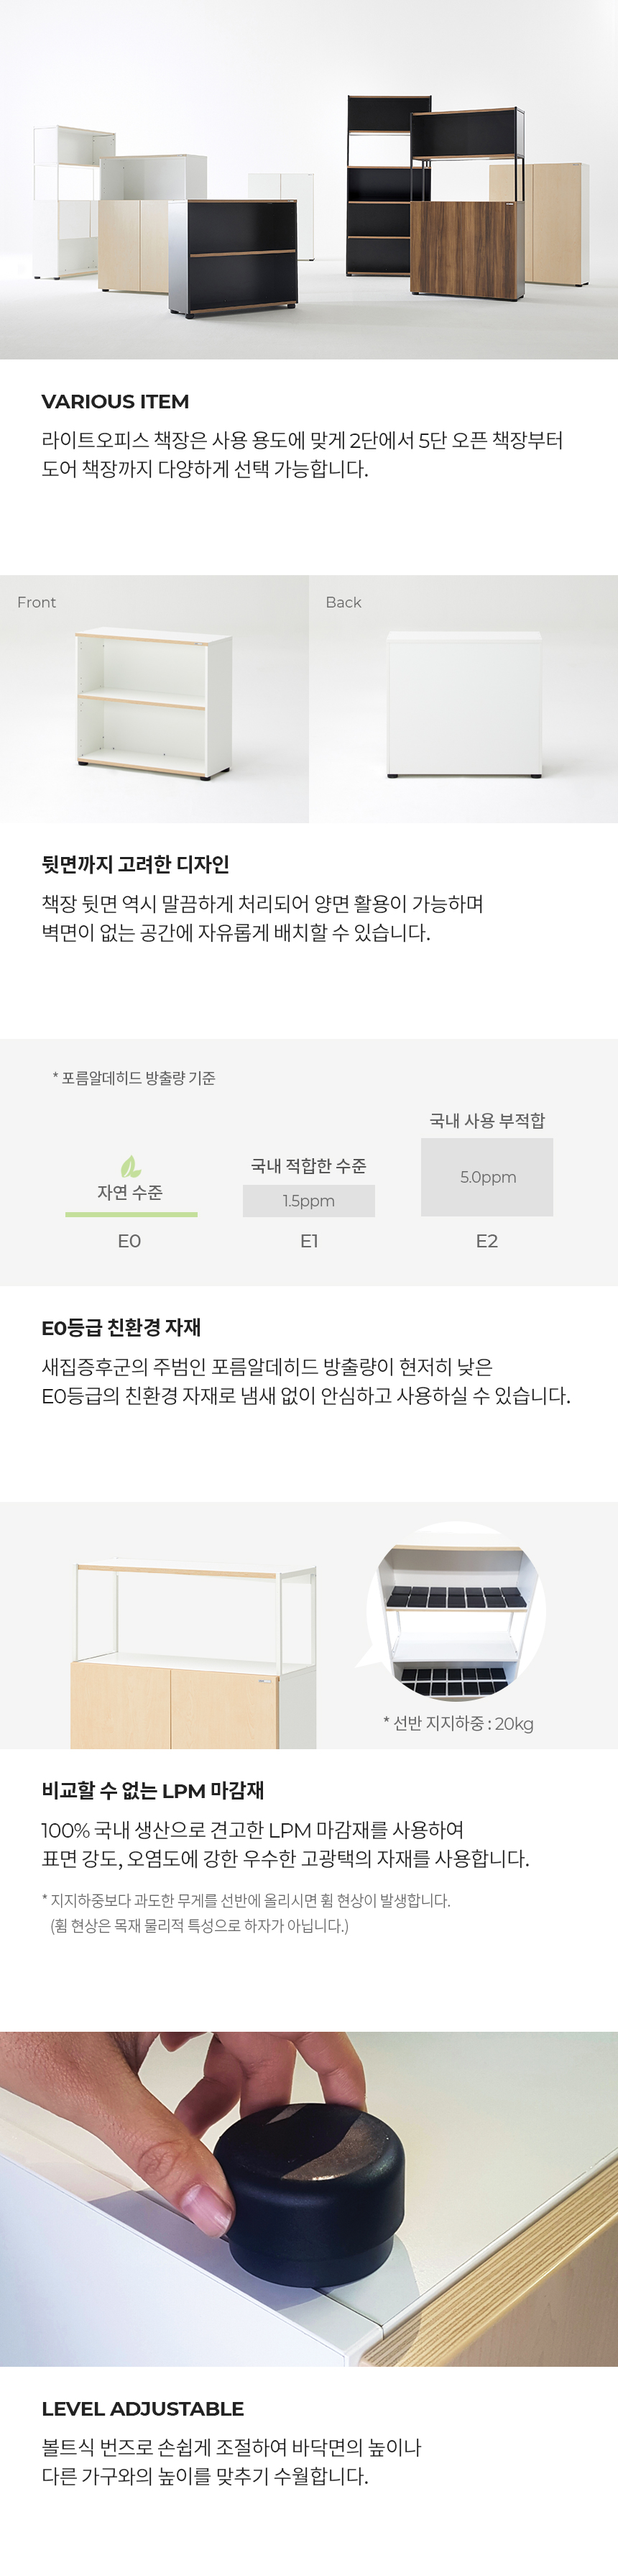 VARIOUS ITEM
라이트오피스 책장은 사용 용도에 맞게 2단에서 5단 오픈 책장부터
도어 책장까지 다양하게 선택 가능합니다.
Front
Back
뒷면까지 고려한 디자인
책장 뒷면 역시 말끔하게 처리되어 양면 활용이 가능하며
벽면이 없는 공간에 자유롭게 배치할 수 있습니다.
* 포름알데히드 방출량 기준
국내 사용 부적합
국내 적합한 수준
자연 수준
1.5ppm
5.0ppm
E0
E1
E2
E0등급 친환경 자재
새집증후군의 주범인 포름알데히드 방출량이 현저히 낮은
E0등급의 친환경 자재로 냄새 없이 안심하고 사용하실 수 있습니다.
* 선반 지지하중 : 20kg
비교할 수 없는 LPM 마감재
100% 국내 생산으로 견고한 LPM 마감재를 사용하여
표면 강도, 오염도에 강한 우수한 고광택의 자재를 사용합니다.
* 지지하중보다 과도한 무게를 선반에 올리시면 휨 현상이 발생합니다.
(휨 현상은 목재 물리적 특성으로 하자가 아닙니다.)
LEVEL ADJUSTABLE
볼트식 번즈로 손쉽게 조절하여 바닥면의 높이나
다른 가구와의 높이를 맞추기 수월합니다.